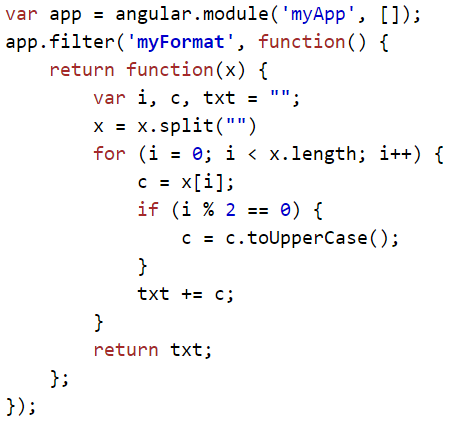 var app = angular.module('myApp', []);
app.filter('myFormat', function() {
    return function(x) {
        var i, c, txt = "";
        x = x.split("")
        for (i = 0; i < x.length; i++) {
            c = x[i];
            if (i % 2 == 0) {
                c = c.toUpperCase();
            }
            txt += c;
        }
        return txt;
    };
});